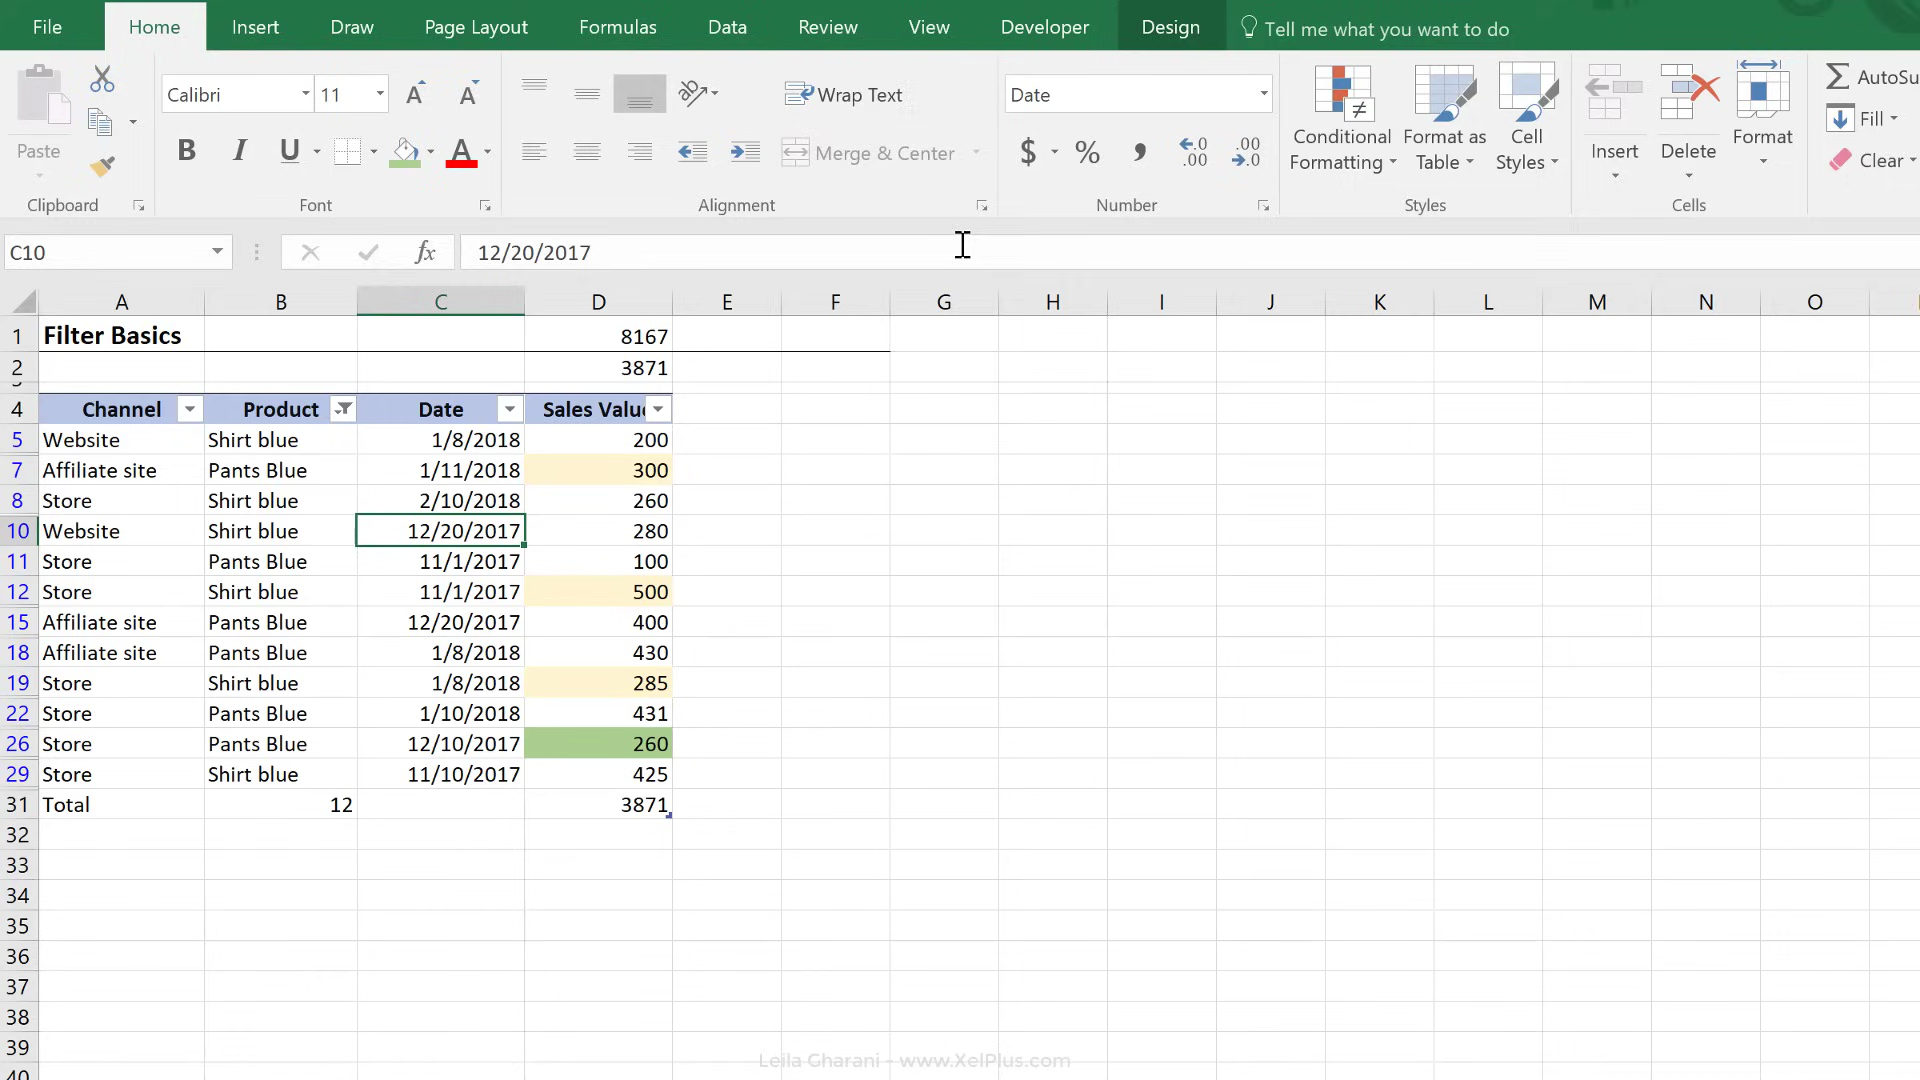 File Home Insert Draw Page Layout Formulas Data Review View Developer Design Tell me what you want to do
Calibri 11 Wrap Text Date AutoSu
Paste B I U A Merge & Center $ % , .00 .0 Conditional Formatting Format as Table Cell Styles Insert Delete Format Fill Clear
Clipboard Font Alignment Number Styles Cells
C10 fx 12/20/2017
A B C D E F G H I J K L M N O
1 Filter Basics 8167
2 3871
4 Channel Product Date Sales Valu
5 Website Shirt blue 1/8/2018 200
7 Affiliate site Pants Blue 1/11/2018 300
8 Store Shirt blue 2/10/2018 260
10 Website Shirt blue 12/20/2017 280
11 Store Pants Blue 11/1/2017 100
12 Store Shirt blue 11/1/2017 500
15 Affiliate site Pants Blue 12/20/2017 400
18 Affiliate site Pants Blue 1/8/2018 430
19 Store Shirt blue 1/8/2018 285
22 Store Pants Blue 1/10/2018 431
26 Store Pants Blue 12/10/2017 260
29 Store Shirt blue 11/10/2017 425
31 Total 12 3871
32
33
34
35
36
37
38
39
40
Leila Gharani - www.XelPlus.com